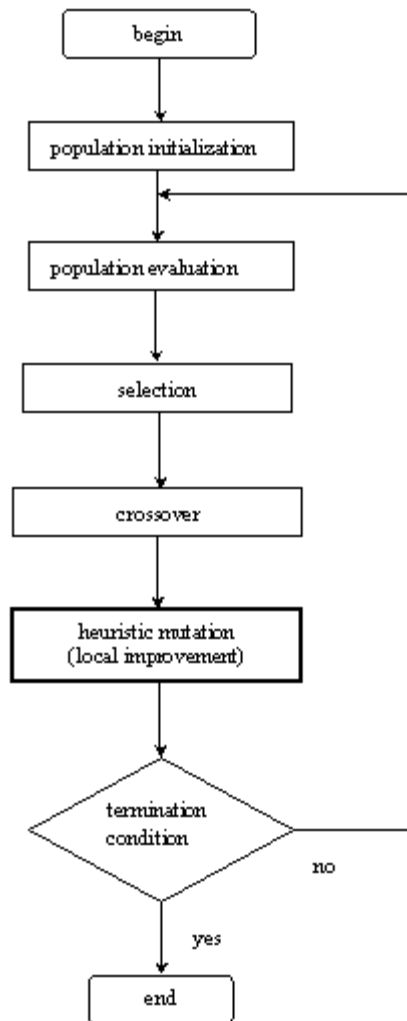 begin
population initialization
population evaluation
selection
crossover
heuristic mutation
(local improvement)
termination
condition
no
yes
end